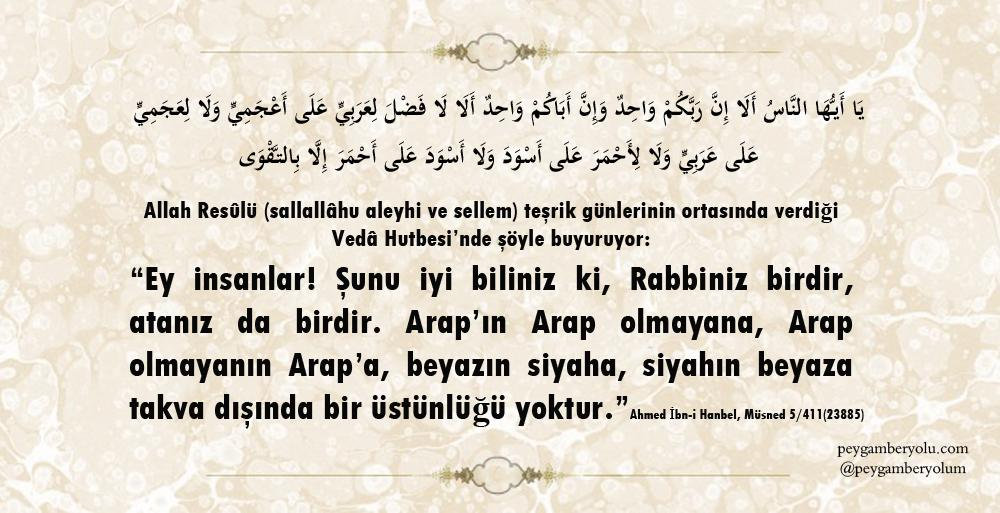 يَا أَيُّهَا النَّاسُ أَلَا إِنَّ رَبَّكُمْ وَاحِدٌ وَإِنَّ أَبَاكُمْ وَاحِدٌ أَلَا لَا فَضْلَ لِعَرَبِيٍّ عَلَى أَعْجَمِيٍّ وَلَا لِعَجَمِيٍّ
عَلَى عَرَبِيٍّ وَلَا لِأَحْمَرَ عَلَى أَسْوَدَ وَلَا أَسْوَدَ عَلَى أَحْمَرَ إِلَّا بِالتَّقْوَى
Allah Resûlü (sallallâhu aleyhi ve sellem) teşrik günlerinin ortasında verdiği
Vedâ Hutbesi’nde şöyle buyuruyor:
“Ey insanlar! Şunu iyi biliniz ki, Rabbiniz birdir,
atanız da birdir. Arap’ın Arap olmayana, Arap
olmayanın Arap’a, beyazın siyaha, siyahın beyaza
takva dışında bir üstünlüğü yoktur.” Ahmed İbn-i Hanbel, Müsned 5/411(23885)
peygamberyolu.com
@peygamberyolum